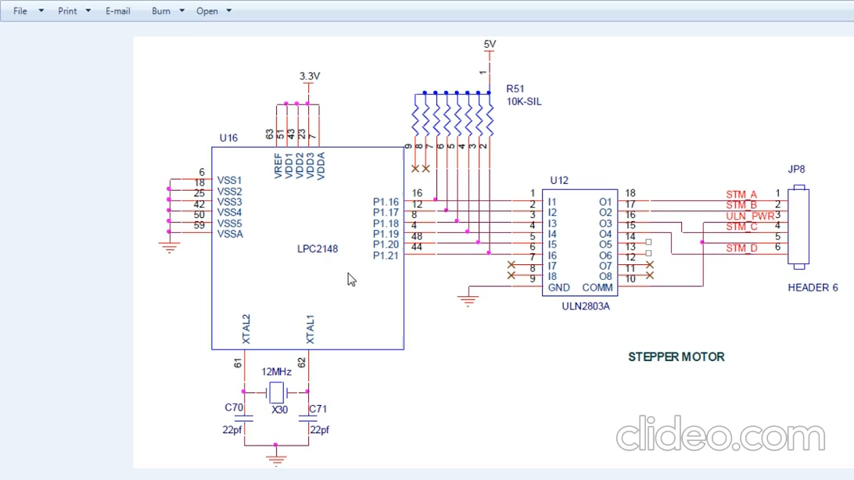 File Print E-mail Burn Open
5V
1
R51
10K-SIL
3.3V
63 51 43 23 7
9 8 7 6 5 4 3 2
U16
VREF VDD1 VDD2 VDD3 VDDA
6 VSS1
18 VSS2
25 VSS3
42 VSS4
50 VSS5
59 VSSA
LPC2148
P1.16 16
P1.17 12
P1.18 8
P1.19 4
P1.20 48
P1.21 44
U12
1 I1 O1 18
2 I2 O2 17
3 I3 O3 16
4 I4 O4 15
5 I5 O5 14
6 I6 O6 13
7 I7 O7 12
8 I8 O8 11
9 GND COMM 10
ULN2803A
JP8
STM_A 1
STM_B 2
ULN_PWR 3
STM_C 4
5
STM_D 6
HEADER 6
STEPPER MOTOR
XTAL2 XTAL1
61 62
12MHz
X30
C70 C71
22pf 22pf
clideo.com